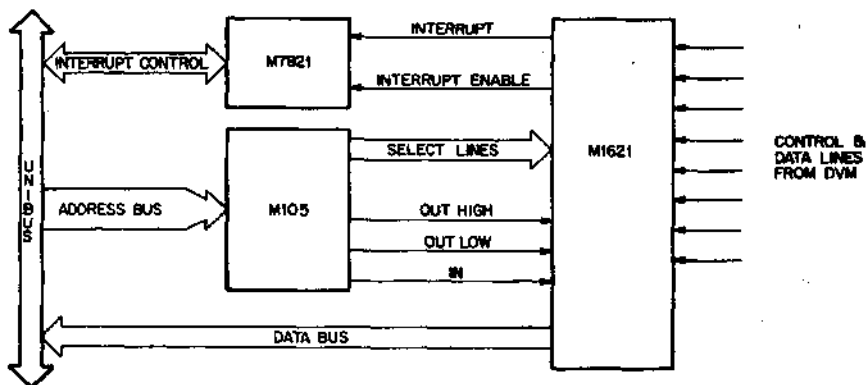 INTERRUPT
INTERRUPT CONTROL
M7821
INTERRUPT ENABLE
SELECT LINES
M1621
CONTROL &
DATA LINES
FROM DVM
UNIBUS
ADDRESS BUS
M105
OUT HIGH
OUT LOW
IN
DATA BUS